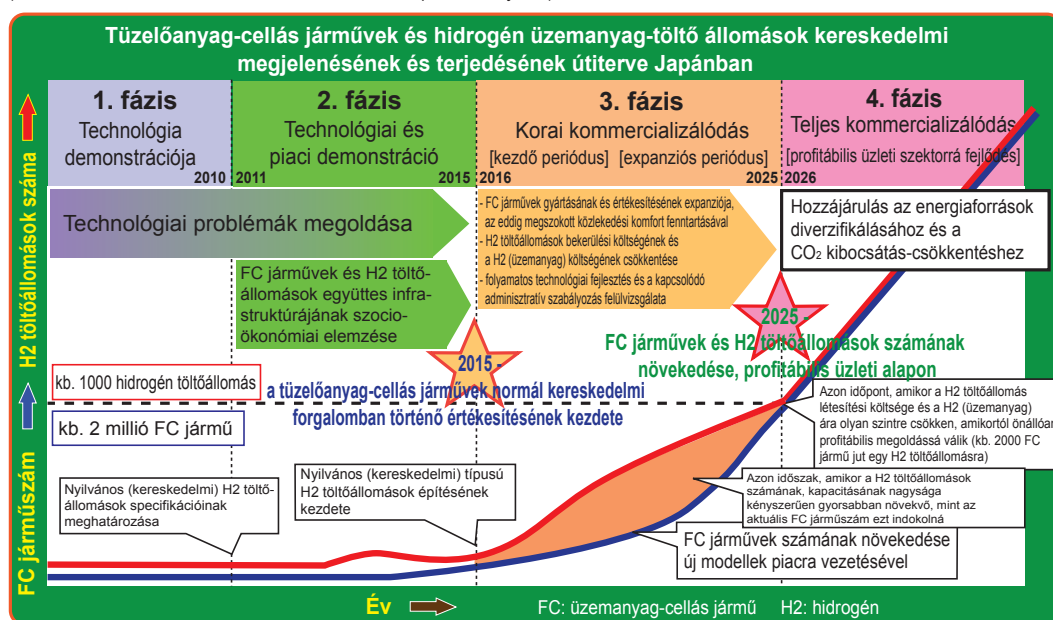 Tüzelőanyag-cellás járművek és hidrogén üzemanyag-töltő állomások kereskedelmi
megjelenésének és terjedésének útiterve Japánban
1. fázis
Technológia
demonstrációja
2010
2. fázis
Technológiai és
piaci demonstráció
2011
2015
3. fázis
Korai kommercializálódás
[kezdő periódus] [expanziós periódus]
2016
2025
4. fázis
Teljes kommercializálódás
[profitábilis üzleti szektorrá fejlődés]
2026
H2 töltőállomások száma
FC járműszám
Technológiai problémák megoldása
FC járművek és H2 töltő-
állomások együttes infra-
struktúrájának szocio-
ökonómiai elemzése
- FC járművek gyártásának és értékesítésének expanziója,
az eddig megszokott közlekedési komfort fenntartásával
- H2 töltőállomások bekerülési költségének és
a H2 (üzemanyag) költségének csökkentése
- folyamatos technológiai fejlesztés és a kapcsolódó
adminisztratív szabályozás felülvizsgálata
Hozzájárulás az energiaforrások
diverzifikálásához és a
CO₂ kibocsátás-csökkentéshez
2025 -
FC járművek és H2 töltőállomások számának
növekedése, profitábilis üzleti alapon
2015 -
a tüzelőanyag-cellás járművek normál kereskedelmi
forgalomban történő értékesítésének kezdete
kb. 1000 hidrogén töltőállomás
kb. 2 millió FC jármű
Nyilvános (kereskedelmi) H2 töltő-
állomások specifikációinak
meghatározása
Nyilvános (kereskedelmi) típusú
H2 töltőállomások építésének
kezdete
Azon időpont, amikor a H2 töltőállomás
létesítési költsége és a H2 (üzemanyag)
ára olyan szintre csökken, amikortól önállóan
profitábilis megoldássá válik (kb. 2000 FC
jármű jut egy H2 töltőállomásra)
Azon időszak, amikor a H2 töltőállomások
számának, kapacitásának nagysága
kényszerűen gyorsabban növekvő, mint az
aktuális FC járműszám ezt indokolná
FC járművek számának növekedése
új modellek piacra vezetésével
Év
FC: üzemanyag-cellás jármű H2: hidrogén